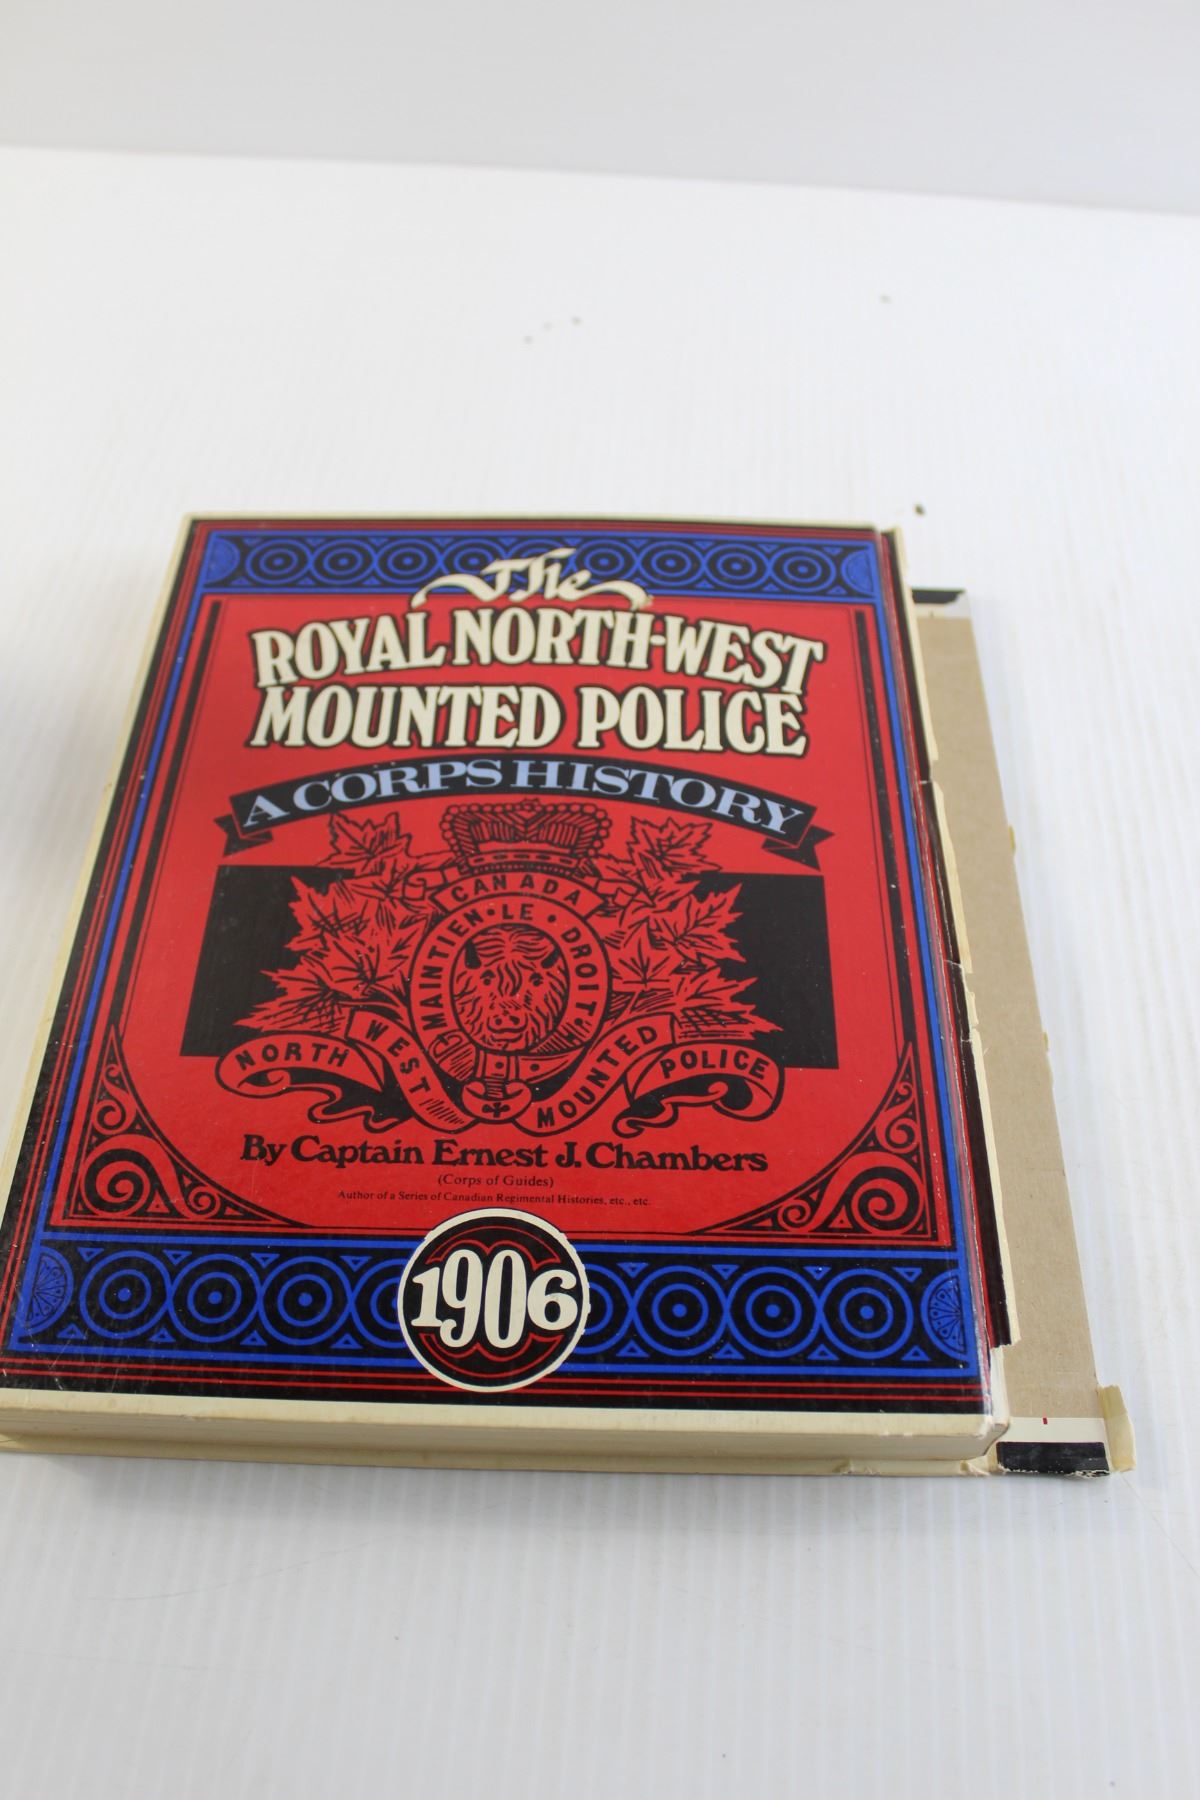 The
ROYAL NORTH-WEST
MOUNTED POLICE
A CORPS HISTORY
CANADA
MAINTIEN • LE • DROIT
NORTH WEST MOUNTED POLICE
By Captain Ernest J. Chambers
(Corps of Guides)
Author of a Series of Canadian Regimental Histories, etc., etc.
1906